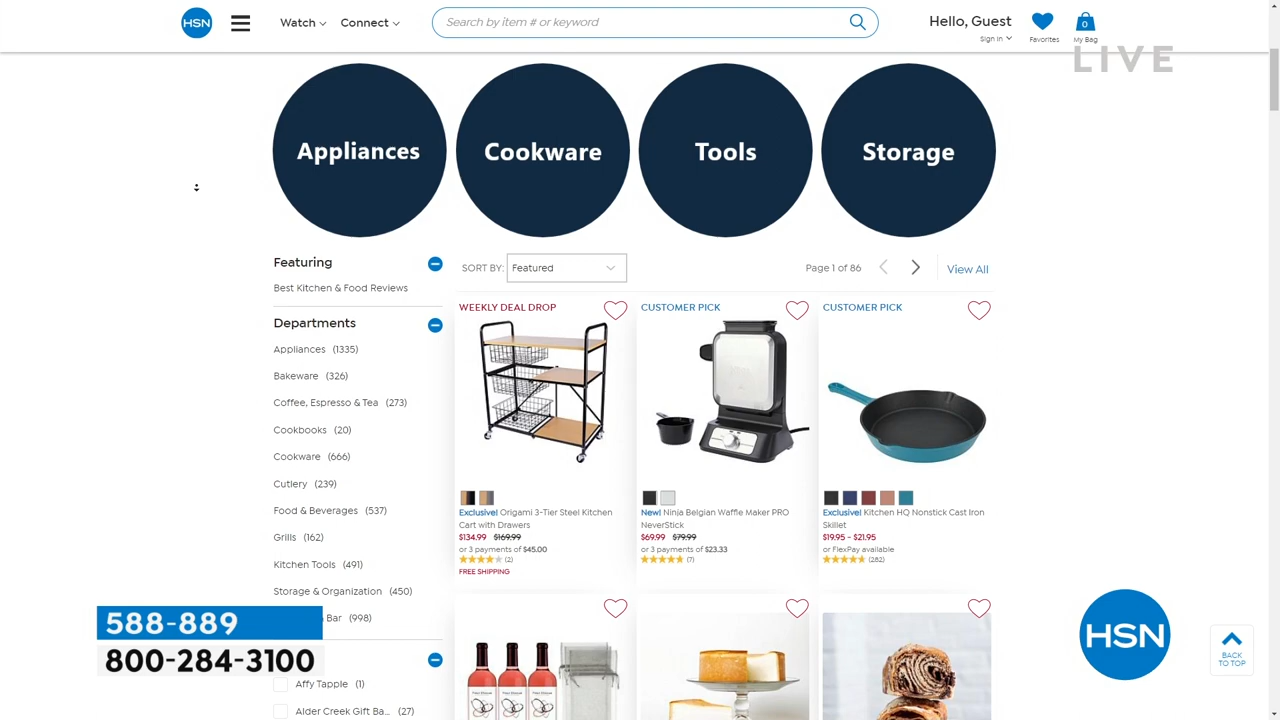 HSN
Watch
Connect
Search by item # or keyword
Hello, Guest
Sign In
Favorites
0
My Bag
LIVE
Appliances
Cookware
Tools
Storage
Featuring
Best Kitchen & Food Reviews
Departments
Appliances (1335)
Bakeware (326)
Coffee, Espresso & Tea (273)
Cookbooks (20)
Cookware (666)
Cutlery (239)
Food & Beverages (537)
Grills (162)
Kitchen Tools (491)
Storage & Organization (450)
Bar (998)
Affy Tapple (1)
Alder Creek Gift Ba... (27)
SORT BY: Featured
Page 1 of 86
View All
WEEKLY DEAL DROP
Exclusive! Origami 3-Tier Steel Kitchen
Cart with Drawers
$134.99 $169.99
or 3 payments of $45.00
(2)
FREE SHIPPING
CUSTOMER PICK
New! Ninja Belgian Waffle Maker PRO
NeverStick
$69.99 $79.99
or 3 payments of $23.33
(7)
CUSTOMER PICK
Exclusive! Kitchen HQ Nonstick Cast Iron
Skillet
$19.95 - $21.95
or FlexPay available
(282)
588-889
800-284-3100
HSN
BACK
TO TOP